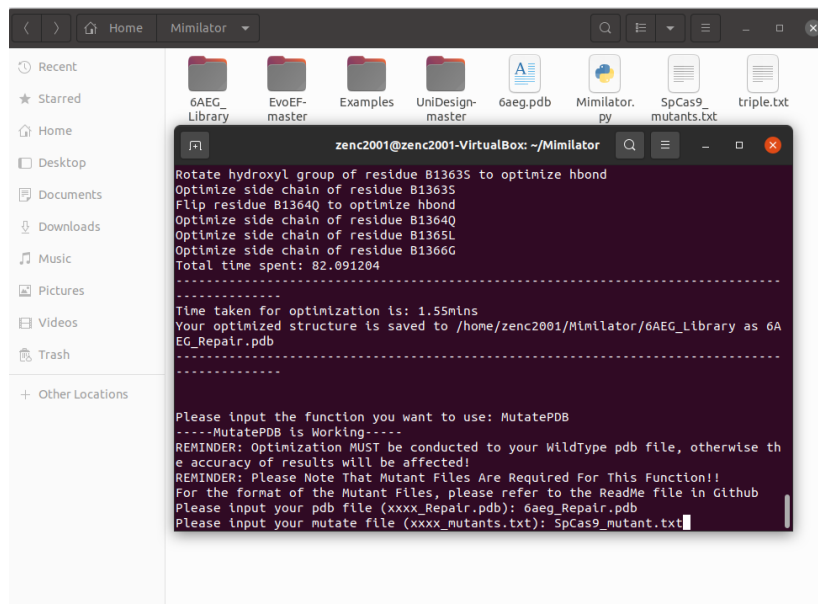 Home
Mimilator
Recent
Starred
Home
Desktop
Documents
Downloads
Music
Pictures
Videos
Trash
+ Other Locations
6AEG_
Library
EvoEF-
master
Examples
UniDesign-
master
6aeg.pdb
Mimilator.
py
SpCas9_
mutants.txt
triple.txt
zenc2001@zenc2001-VirtualBox: ~/Mimilator
Rotate hydroxyl group of residue B1363S to optimize hbond
Optimize side chain of residue B1363S
Flip residue B1364Q to optimize hbond
Optimize side chain of residue B1364Q
Optimize side chain of residue B1365L
Optimize side chain of residue B1366G
Total time spent: 82.091204
--------------------------------------------------------------------------------
--------------
Time taken for optimization is: 1.55mins
Your optimized structure is saved to /home/zenc2001/Mimilator/6AEG_Library as 6A
EG_Repair.pdb
--------------------------------------------------------------------------------
--------------
Please input the function you want to use: MutatePDB
-----MutatePDB is Working-----
REMINDER: Optimization MUST be conducted to your WildType pdb file, otherwise th
e accuracy of results will be affected!
REMINDER: Please Note That Mutant Files Are Required For This Function!!
For the format of the Mutant Files, please refer to the ReadMe file in Github
Please input your pdb file (xxxx_Repair.pdb): 6aeg_Repair.pdb
Please input your mutate file (xxxx_mutants.txt): SpCas9_mutant.txt